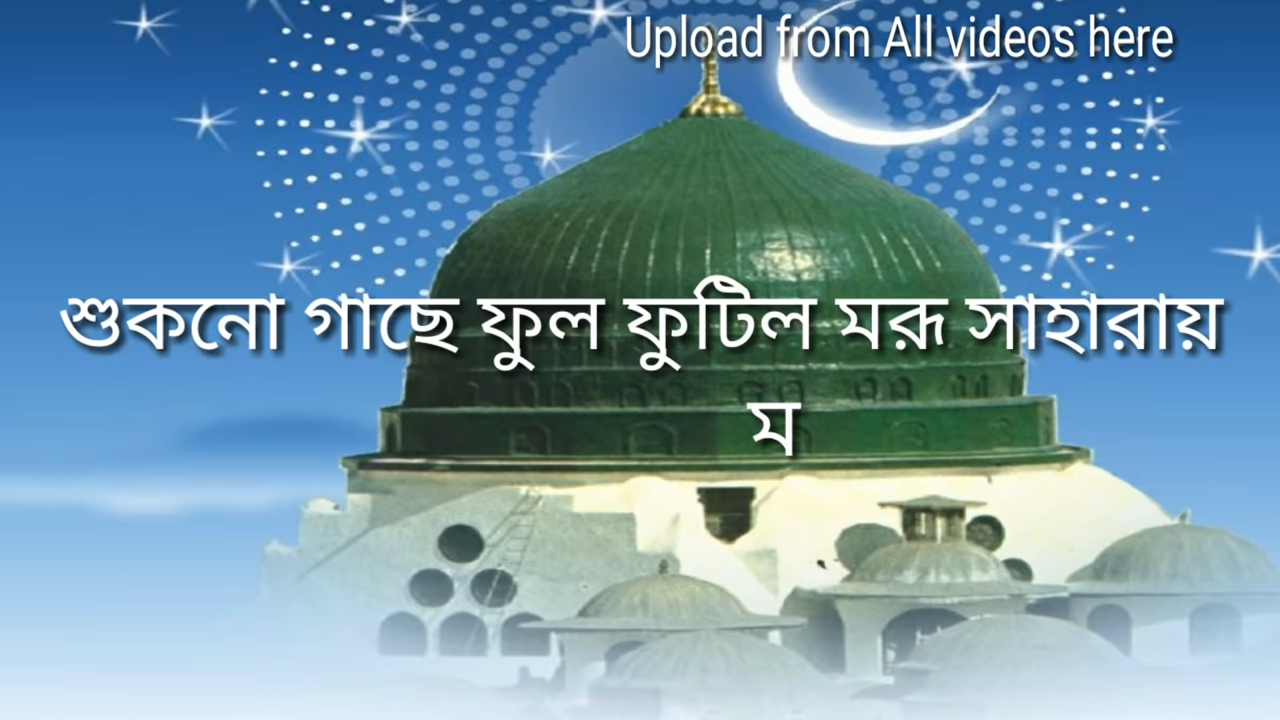 Upload from All videos here
শুকনো গাছে ফুল ফুটিল মরূ সাহারায়
ম